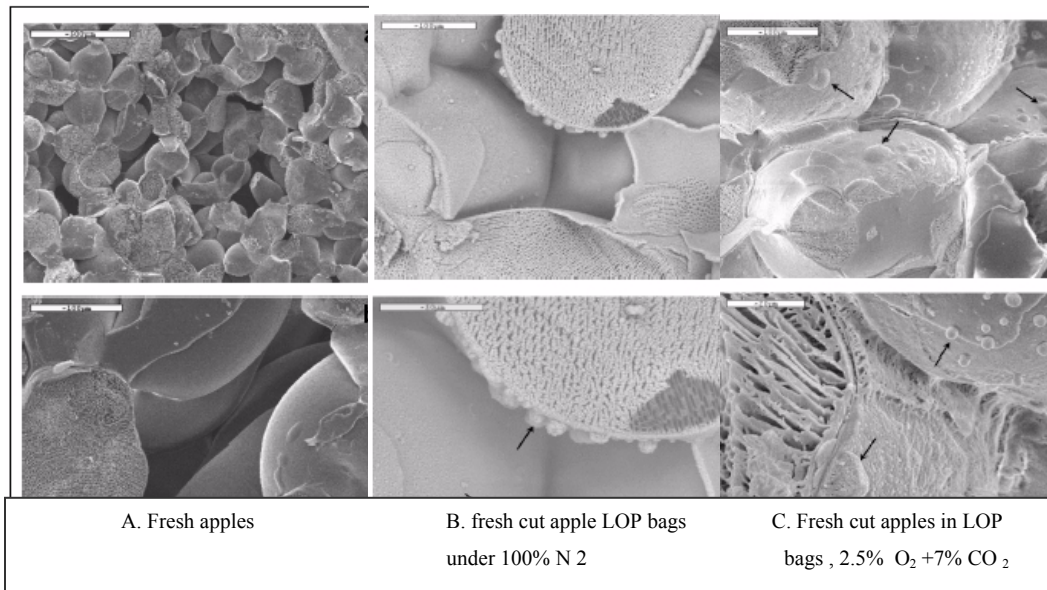 A. Fresh apples
B. fresh cut apple LOP bags
under 100% N 2
C. Fresh cut apples in LOP
bags , 2.5% O₂ +7% CO ₂